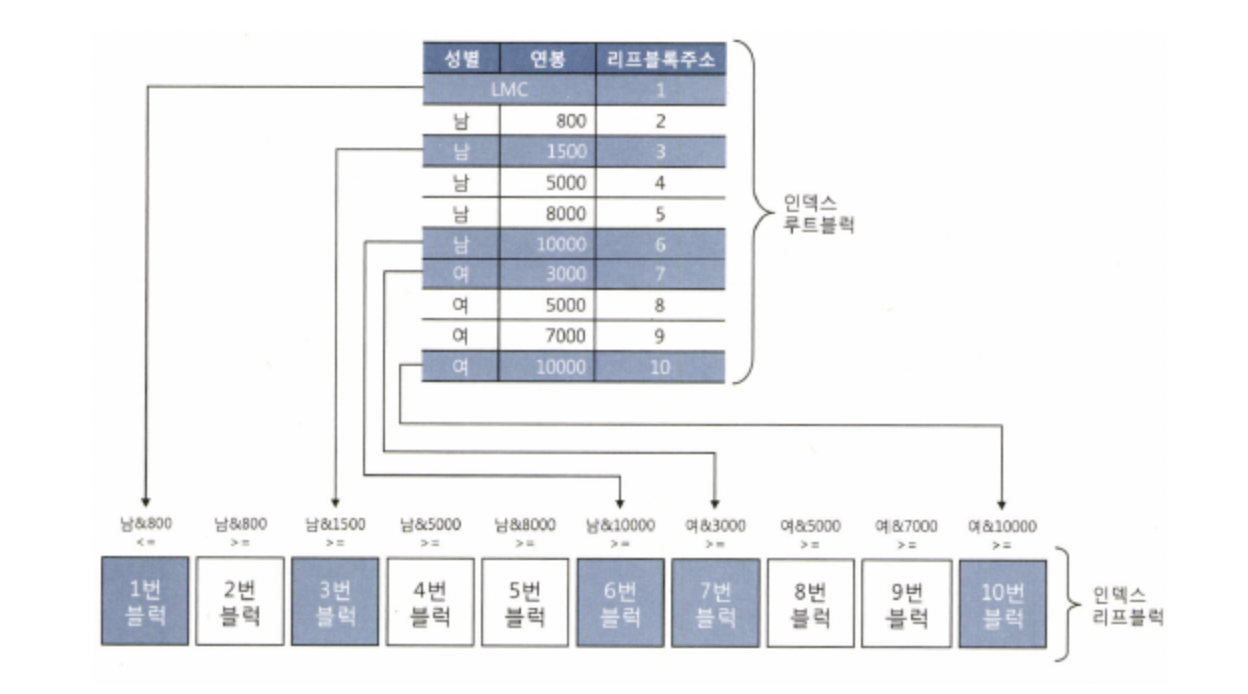 성별 연봉 리프블록주소
LMC 1
남 800 2
남 1500 3
남 5000 4
남 8000 5
남 10000 6
여 3000 7
여 5000 8
여 7000 9
여 10000 10
인덱스
루트블럭
남&800 남&800 남&1500 남&5000 남&8000 남&10000 여&3000 여&5000 여&7000 여&10000
<= >= >= >= >= >= >= >= >= >=
1번 2번 3번 4번 5번 6번 7번 8번 9번 10번
블럭 블럭 블럭 블럭 블럭 블럭 블럭 블럭 블럭 블럭
인덱스
리프블럭